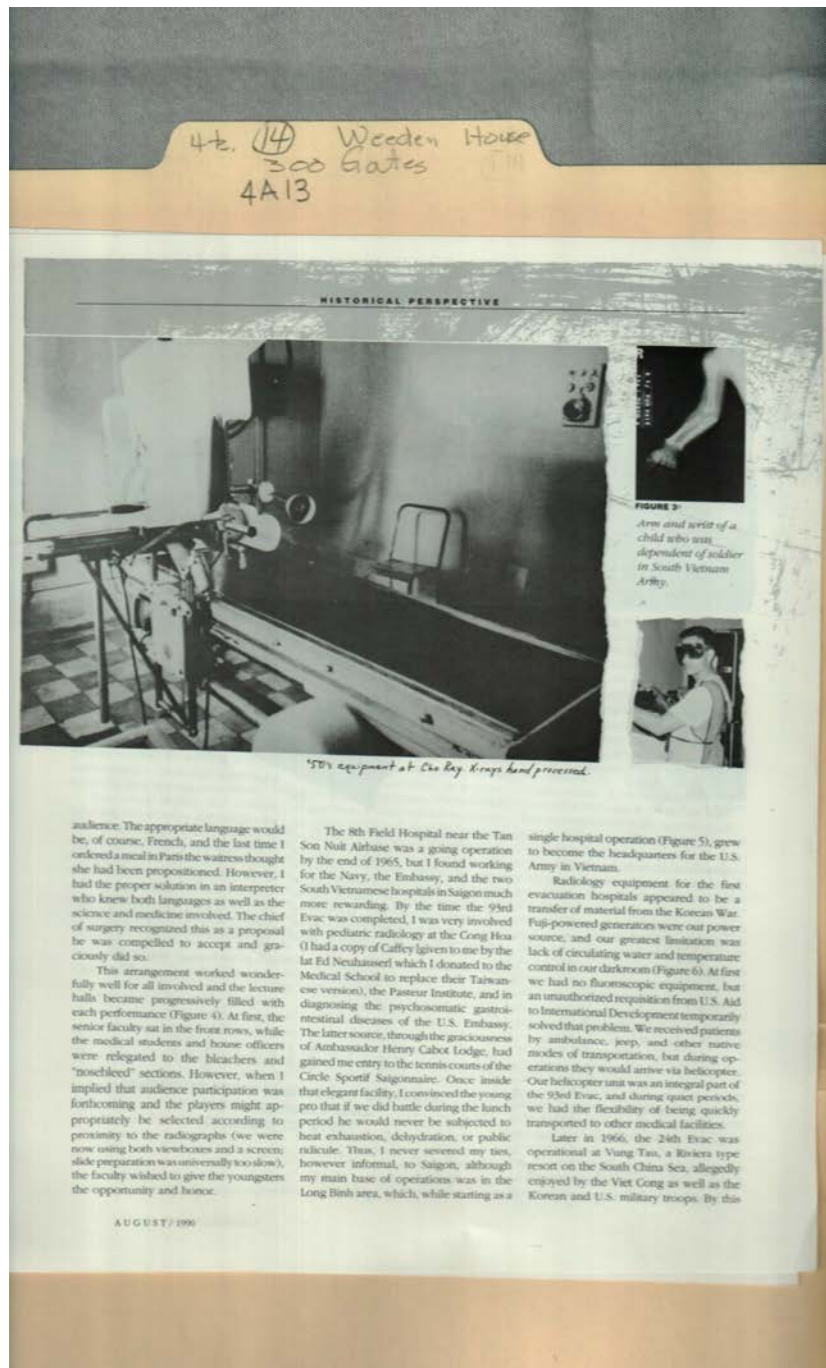 4-t. (14) Weeden House
300 Gates
4A13
HISTORICAL PERSPECTIVE
R
FIGURE 3
Arm and wrist of a
child who was
dependent of soldier
in South Vietnam
Army.
'50's equipment at Cho Ray. X-rays hand processed.
audience. The appropriate language would
be, of course, French, and the last time I
ordered a meal in Paris the waitress thought
she had been propositioned. However, I
had the proper solution in an interpreter
who knew both languages as well as the
science and medicine involved. The chief
of surgery recognized this as a proposal
he was compelled to accept and gra-
ciously did so.
This arrangement worked wonder-
fully well for all involved and the lecture
halls became progressively filled with
each performance (Figure 4). At first, the
senior faculty sat in the front rows, while
the medical students and house officers
were relegated to the bleachers and
"nosebleed" sections. However, when I
implied that audience participation was
forthcoming and the players might ap-
propriately be selected according to
proximity to the radiographs (we were
now using both viewboxes and a screen;
slide preparation was universally too slow),
the faculty wished to give the youngsters
the opportunity and honor.
The 8th Field Hospital near the Tan
Son Nuit Airbase was a going operation
by the end of 1965, but I found working
for the Navy, the Embassy, and the two
South Vietnamese hospitals in Saigon much
more rewarding. By the time the 93rd
Evac was completed, I was very involved
with pediatric radiology at the Cong Hoa
(I had a copy of Caffey [given to me by the
lat Ed Neuhauser] which I donated to the
Medical School to replace their Taiwan-
ese version), the Pasteur Institute, and in
diagnosing the psychosomatic gastroi-
ntestinal diseases of the U.S. Embassy.
The latter source, through the graciousness
of Ambassador Henry Cabot Lodge, had
gained me entry to the tennis courts of the
Circle Sportif Saigonnaire. Once inside
that elegant facility, I convinced the young
pro that if we did battle during the lunch
period he would never be subjected to
heat exhaustion, dehydration, or public
ridicule. Thus, I never severed my ties,
however informal, to Saigon, although
my main base of operations was in the
Long Binh area, which, while starting as a
single hospital operation (Figure 5), grew
to become the headquarters for the U.S.
Army in Vietnam.
Radiology equipment for the first
evacuation hospitals appeared to be a
transfer of material from the Korean War.
Fuji-powered generators were our power
source, and our greatest limitation was
lack of circulating water and temperature
control in our darkroom (Figure 6). At first
we had no fluoroscopic equipment, but
an unauthorized requisition from U.S. Aid
to International Development temporarily
solved that problem. We received patients
by ambulance, jeep, and other native
modes of transportation, but during op-
erations they would arrive via helicopter.
Our helicopter unit was an integral part of
the 93rd Evac, and during quiet periods,
we had the flexibility of being quickly
transported to other medical facilities.
Later in 1966, the 24th Evac was
operational at Vung Tau, a Riviera type
resort on the South China Sea, allegedly
enjoyed by the Viet Cong as well as the
Korean and U.S. military troops. By this
AUGUST/1990